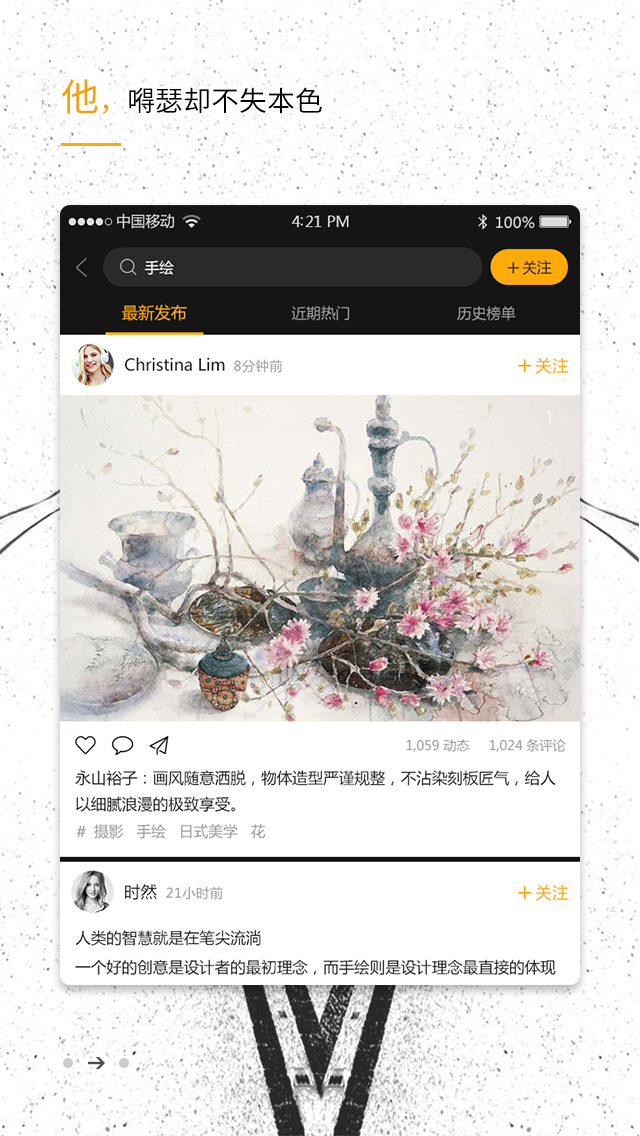 他,嘚瑟却不失本色
中国移动 4:21 PM 100%
手绘 +关注
最新发布 近期热门 历史榜单
Christina Lim 8分钟前 +关注
1,059 动态 1,024 条评论
永山裕子：画风随意洒脱，物体造型严谨规整，不沾染刻板匠气，给人
以细腻浪漫的极致享受。
# 摄影 手绘 日式美学 花
时然 21小时前 +关注
人类的智慧就是在笔尖流淌
一个好的创意是设计者的最初理念，而手绘则是设计理念最直接的体现